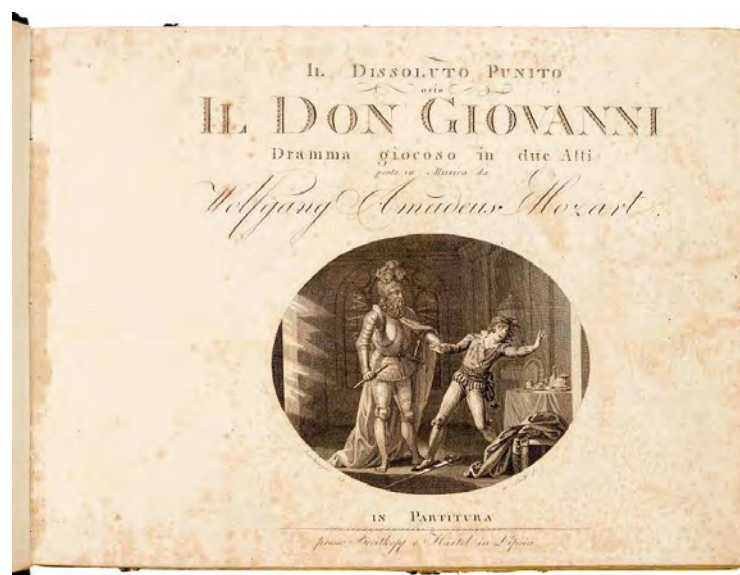 IL DISSOLUTO PUNITO
osia
IL DON GIOVANNI
Dramma giocoso in due Atti
posto in Musica da
Wolfgang Amadeus Mozart.
IN PARTITURA
presso Breitkopf e Härtel in Lipsia